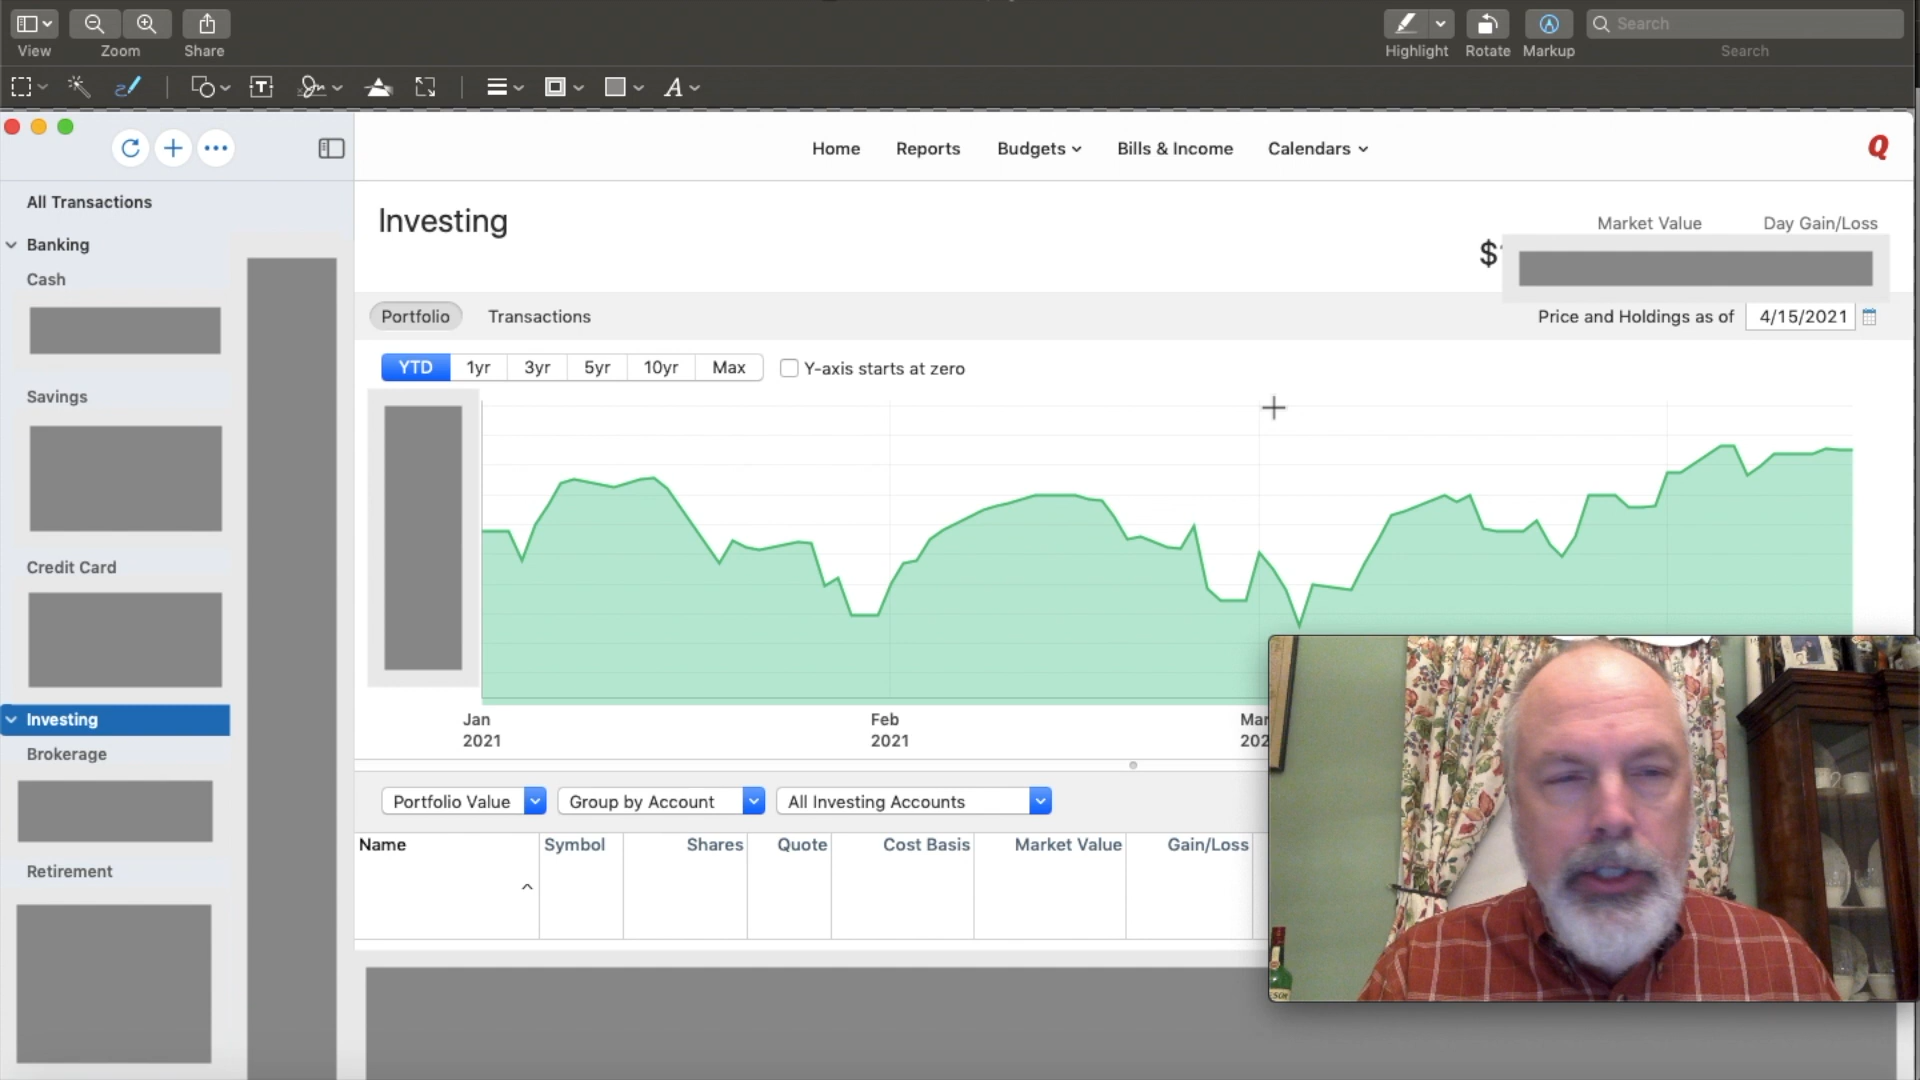 View
Zoom
Share
Highlight
Rotate
Markup
Search
Search
All Transactions
Banking
Cash
Savings
Credit Card
Investing
Brokerage
Retirement
Home
Reports
Budgets
Bills & Income
Calendars
Q
Investing
Market Value
Day Gain/Loss
$
Portfolio
Transactions
Price and Holdings as of
4/15/2021
YTD
1yr
3yr
5yr
10yr
Max
Y-axis starts at zero
Jan
2021
Feb
2021
Mar
202
Portfolio Value
Group by Account
All Investing Accounts
Name
Symbol
Shares
Quote
Cost Basis
Market Value
Gain/Loss